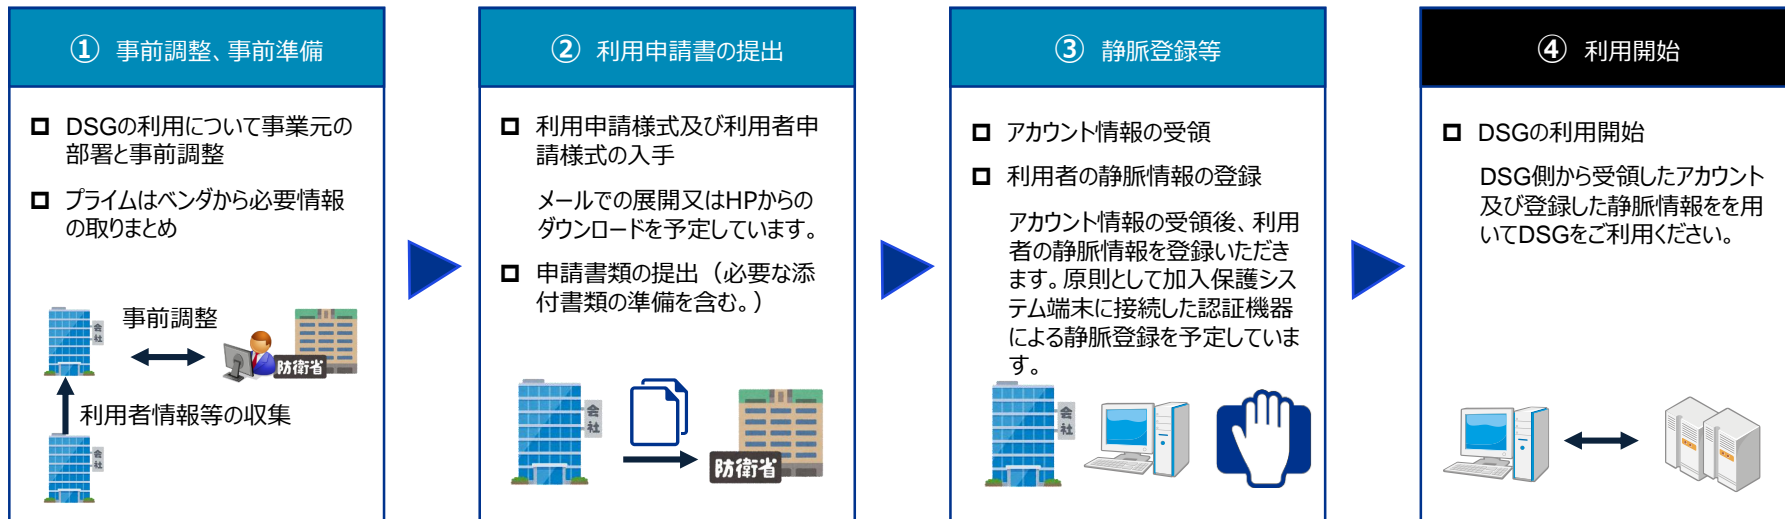 ① 事前調整、事前準備
DSGの利用について事業元の
部署と事前調整
プライムはベンダから必要情報
の取りまとめ
会社
事前調整
防衛省
利用者情報等の収集
会社
② 利用申請書の提出
利用申請様式及び利用者申
請様式の入手
メールでの展開又はHPからの
ダウンロードを予定しています。
申請書類の提出（必要な添
付書類の準備を含む。）
会社
防衛省
③ 静脈登録等
アカウント情報の受領
利用者の静脈情報の登録
アカウント情報の受領後、利用
者の静脈情報を登録いただき
ます。原則として加入保護シス
テム端末に接続した認証機器
による静脈登録を予定していま
す。
会社
④ 利用開始
DSGの利用開始
DSG側から受領したアカウント
及び登録した静脈情報をを用
いてDSGをご利用ください。